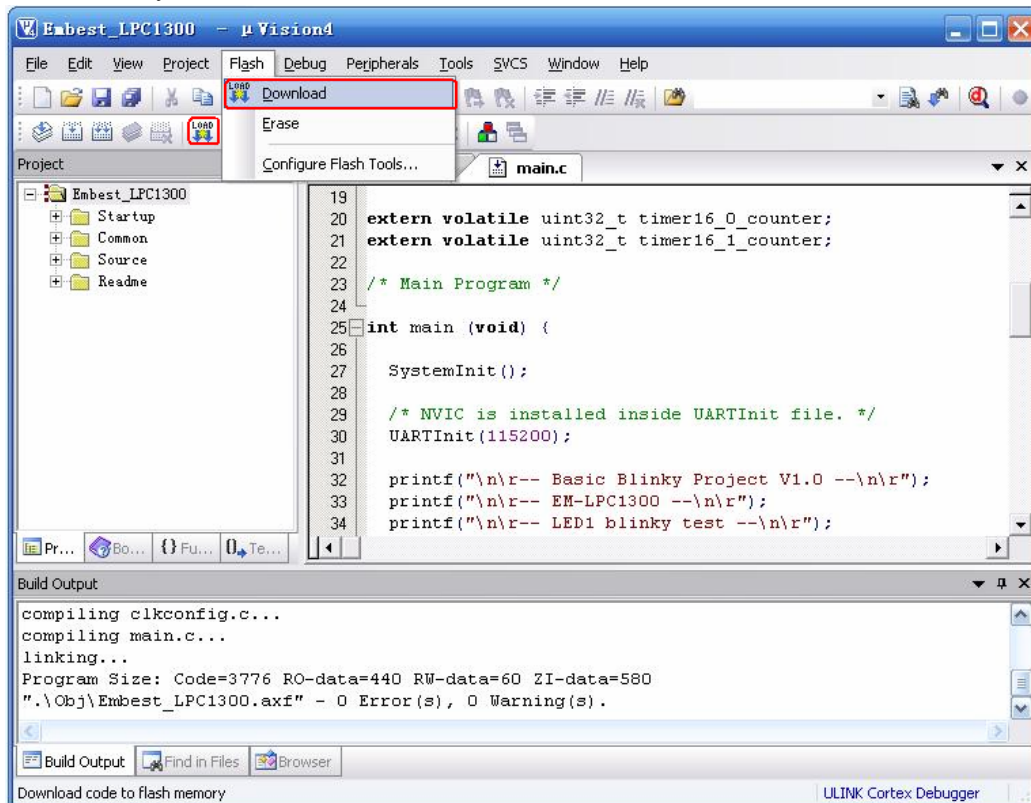 Embest_LPC1300 - µVision4
File Edit View Project Flash Debug Peripherals Tools SVCS Window Help
LOAD Download
Erase
LOAD
Configure Flash Tools...
Project
main.c
Embest_LPC1300
Startup
Common
Source
Readme
19
20 extern volatile uint32_t timer16_0_counter;
21 extern volatile uint32_t timer16_1_counter;
22
23 /* Main Program */
24
25 int main (void) {
26
27 SystemInit();
28
29 /* NVIC is installed inside UARTInit file. */
30 UARTInit(115200);
31
32 printf("\n\r-- Basic Blinky Project V1.0 --\n\r");
33 printf("\n\r-- EM-LPC1300 --\n\r");
34 printf("\n\r-- LED1 blinky test --\n\r");
Pr... Bo... {} Fu... 0 Te...
Build Output
compiling clkconfig.c...
compiling main.c...
linking...
Program Size: Code=3776 RO-data=440 RW-data=60 ZI-data=580
".\Obj\Embest_LPC1300.axf" - 0 Error(s), 0 Warning(s).
Build Output Find in Files Browser
Download code to flash memory ULINK Cortex Debugger